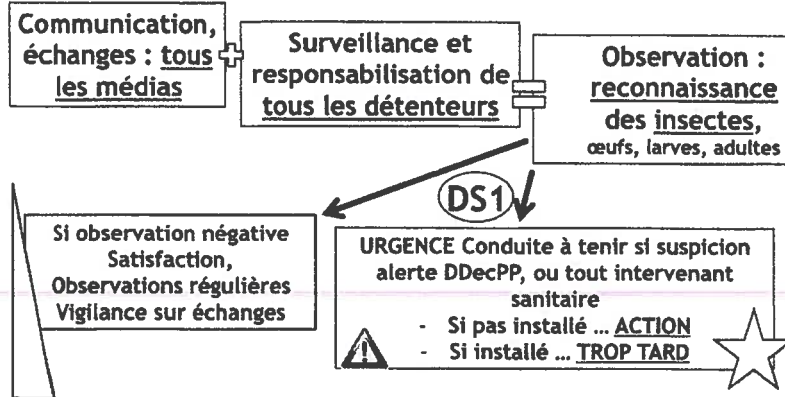 Communication,
échanges : tous
les médias
+
Surveillance et
responsabilisation de
tous les détenteurs
=
Observation :
reconnaissance
des insectes,
œufs, larves, adultes
DS1
Si observation négative
Satisfaction,
Observations régulières
Vigilance sur échanges
URGENCE Conduite à tenir si suspicion
alerte DDecPP, ou tout intervenant
sanitaire
- Si pas installé ... ACTION
- Si installé ... TROP TARD
!